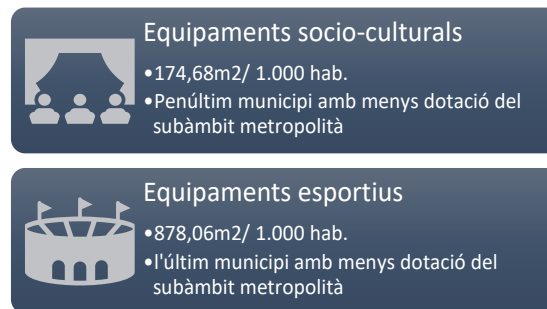 Equipaments socio-culturals
•174,68m2/ 1.000 hab.
•Penúltim municipi amb menys dotació del
subàmbit metropolità
Equipaments esportius
•878,06m2/ 1.000 hab.
•l'últim municipi amb menys dotació del
subàmbit metropolità